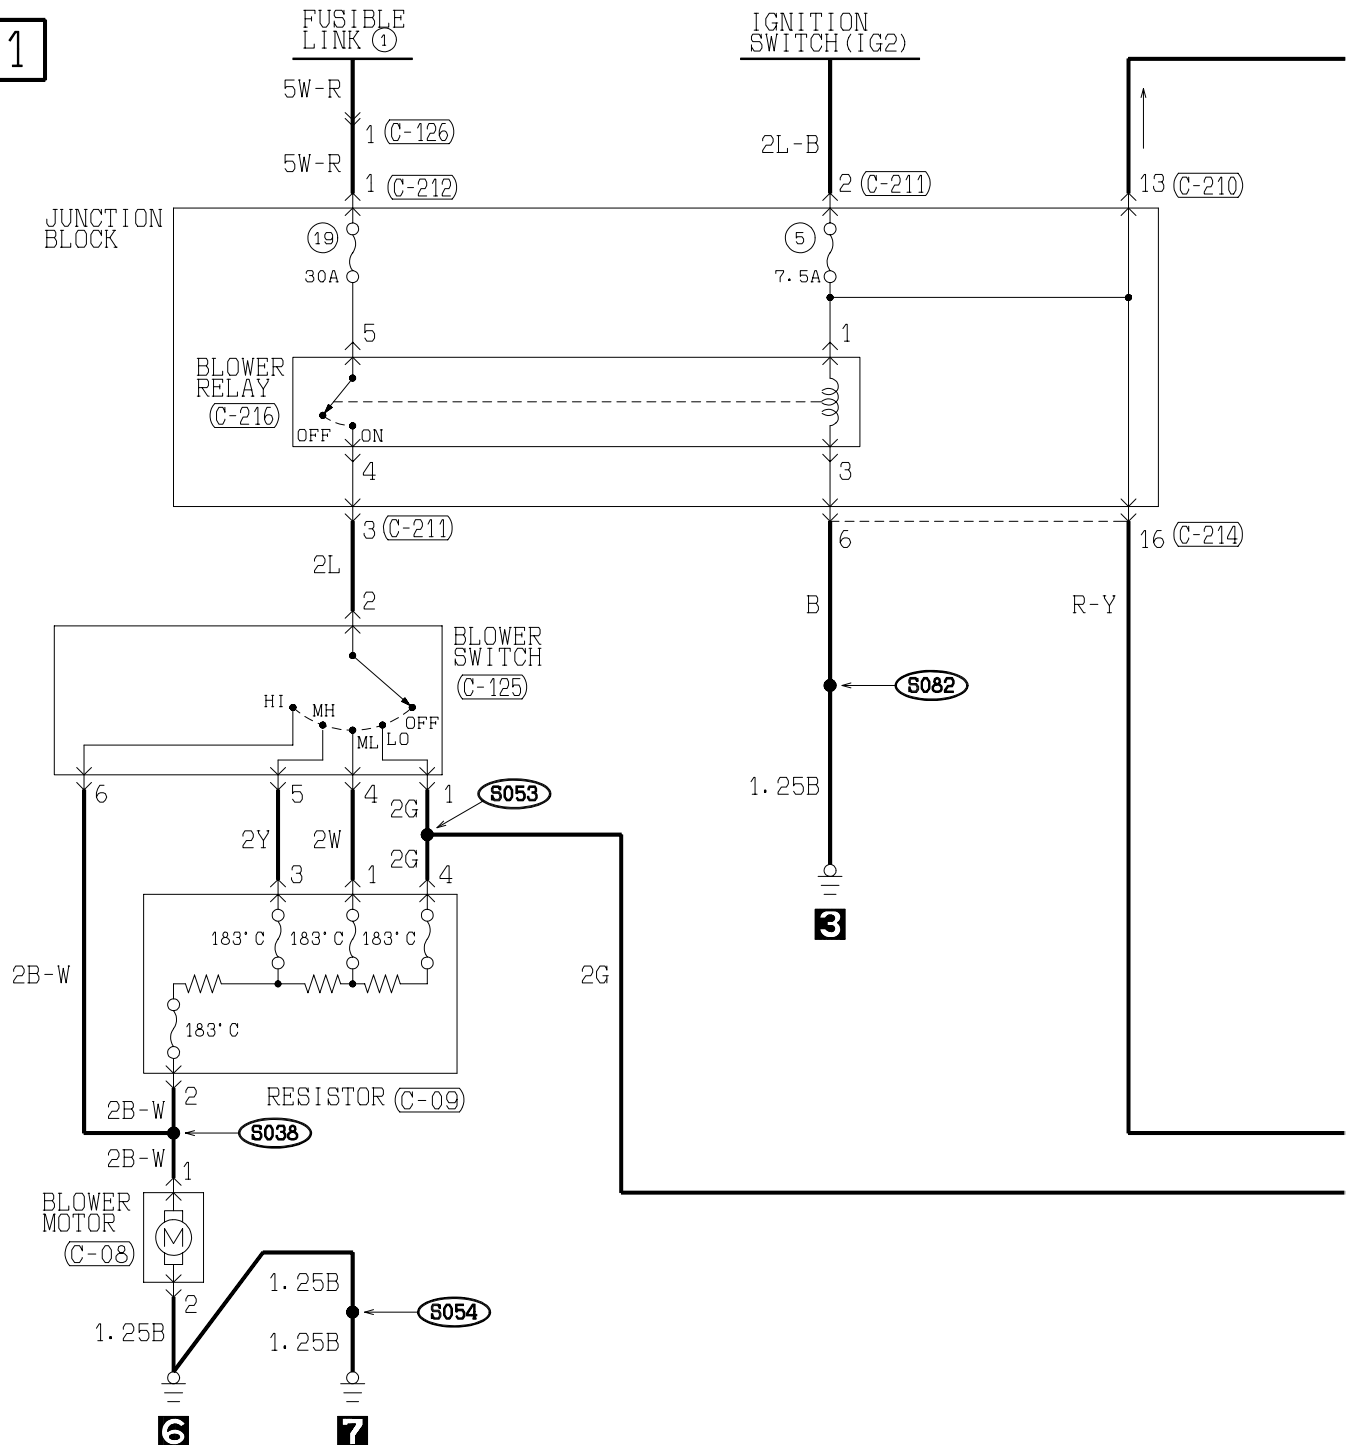 1
FUSIBLE
LINK 1
IGNITION
SWITCH(IG2)
5W-R
1 C-126
2L-B
5W-R
1 C-212
2 C-211
13 C-210
JUNCTION
BLOCK
19
5
30A
7.5A
5
1
BLOWER
RELAY
C-216
OFF
ON
4
3
3 C-211
6
16 C-214
2L
2
B
R-Y
BLOWER
SWITCH
C-125
S082
HI
MH
ML
LO
OFF
6
5
4
1
S053
1.25B
2G
2Y
2W
2G
3
1
4
183°C
183°C
183°C
3
2B-W
2G
183°C
2
RESISTOR C-09
2B-W
S038
2B-W
1
BLOWER
MOTOR
C-08
M
2
1.25B
S054
1.25B
1.25B
6
7